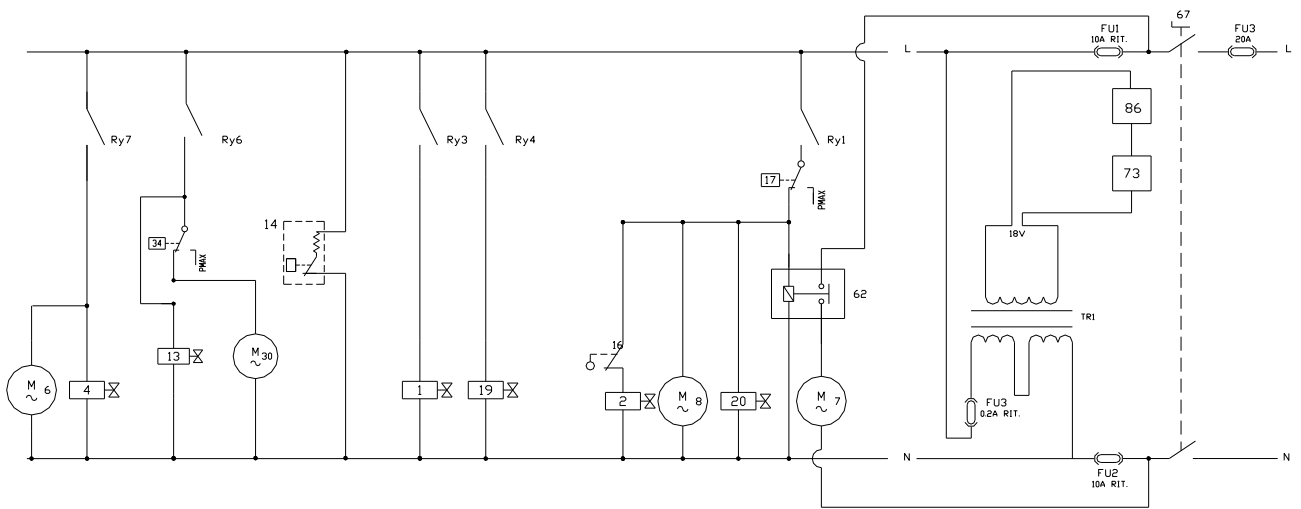 67
FU1
10A RIT.
FU3
20A
L
L
86
Ry7
Ry6
Ry3
Ry4
Ry1
73
17
PMAX
14
34
PMAX
18V
62
TR1
16
13
M 30
M 6
4
1
19
2
M 8
20
M 7
FU3
0.2A RIT.
N
N
FU2
10A RIT.